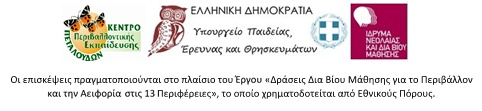 ΚΕΝΤΡΟ
Περιβαλλοντικής
Εκπαίδευσης
ΠΕΤΑΛΟΥΔΩΝ
ΕΛΛΗΝΙΚΗ ΔΗΜΟΚΡΑΤΙΑ
Υπουργείο Παιδείας,
Έρευνας και Θρησκευμάτων
ΙΔΡΥΜΑ
ΝΕΟΛΑΙΑΣ
ΚΑΙ ΔΙΑ ΒΙΟΥ
ΜΑΘΗΣΗΣ
Οι επισκέψεις πραγματοποιούνται στο πλαίσιο του Έργου «Δράσεις Δια Βίου Μάθησης για το Περιβάλλον
και την Αειφορία στις 13 Περιφέρειες», το οποίο χρηματοδοτείται από Εθνικούς Πόρους.